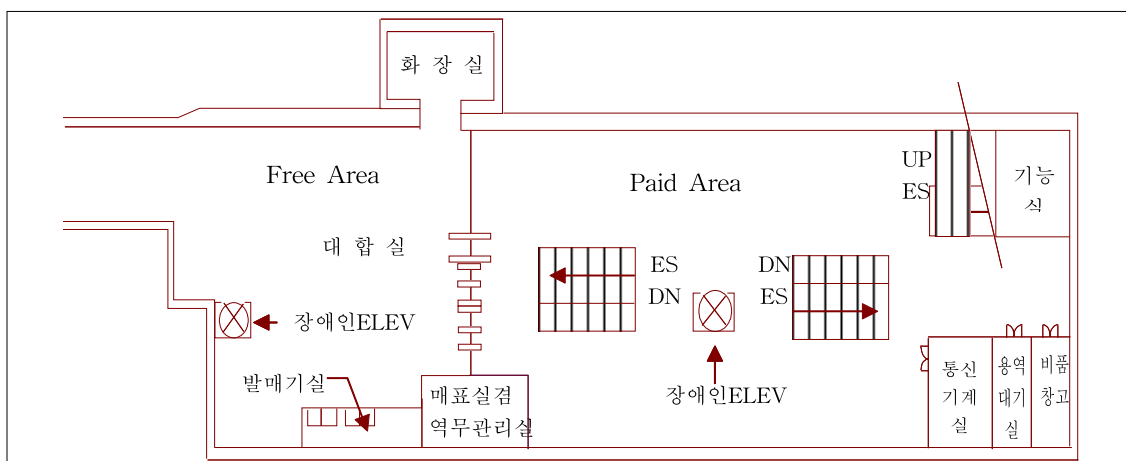 화 장 실
Free Area
Paid Area
UP
ES
기능
식
대 합 실
ES
DN
DN
ES
장애인ELEV
발매기실
매표실겸
역무관리실
장애인ELEV
통신
기계
실
용역
대기
실
비품
창고